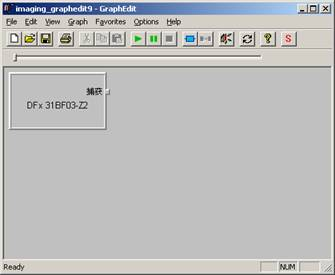 imaging_graphedit9 - GraphEdit
File Edit View Graph Favorites Options Help
? S
捕获
DFx 31BF03-Z2
Ready
NUM